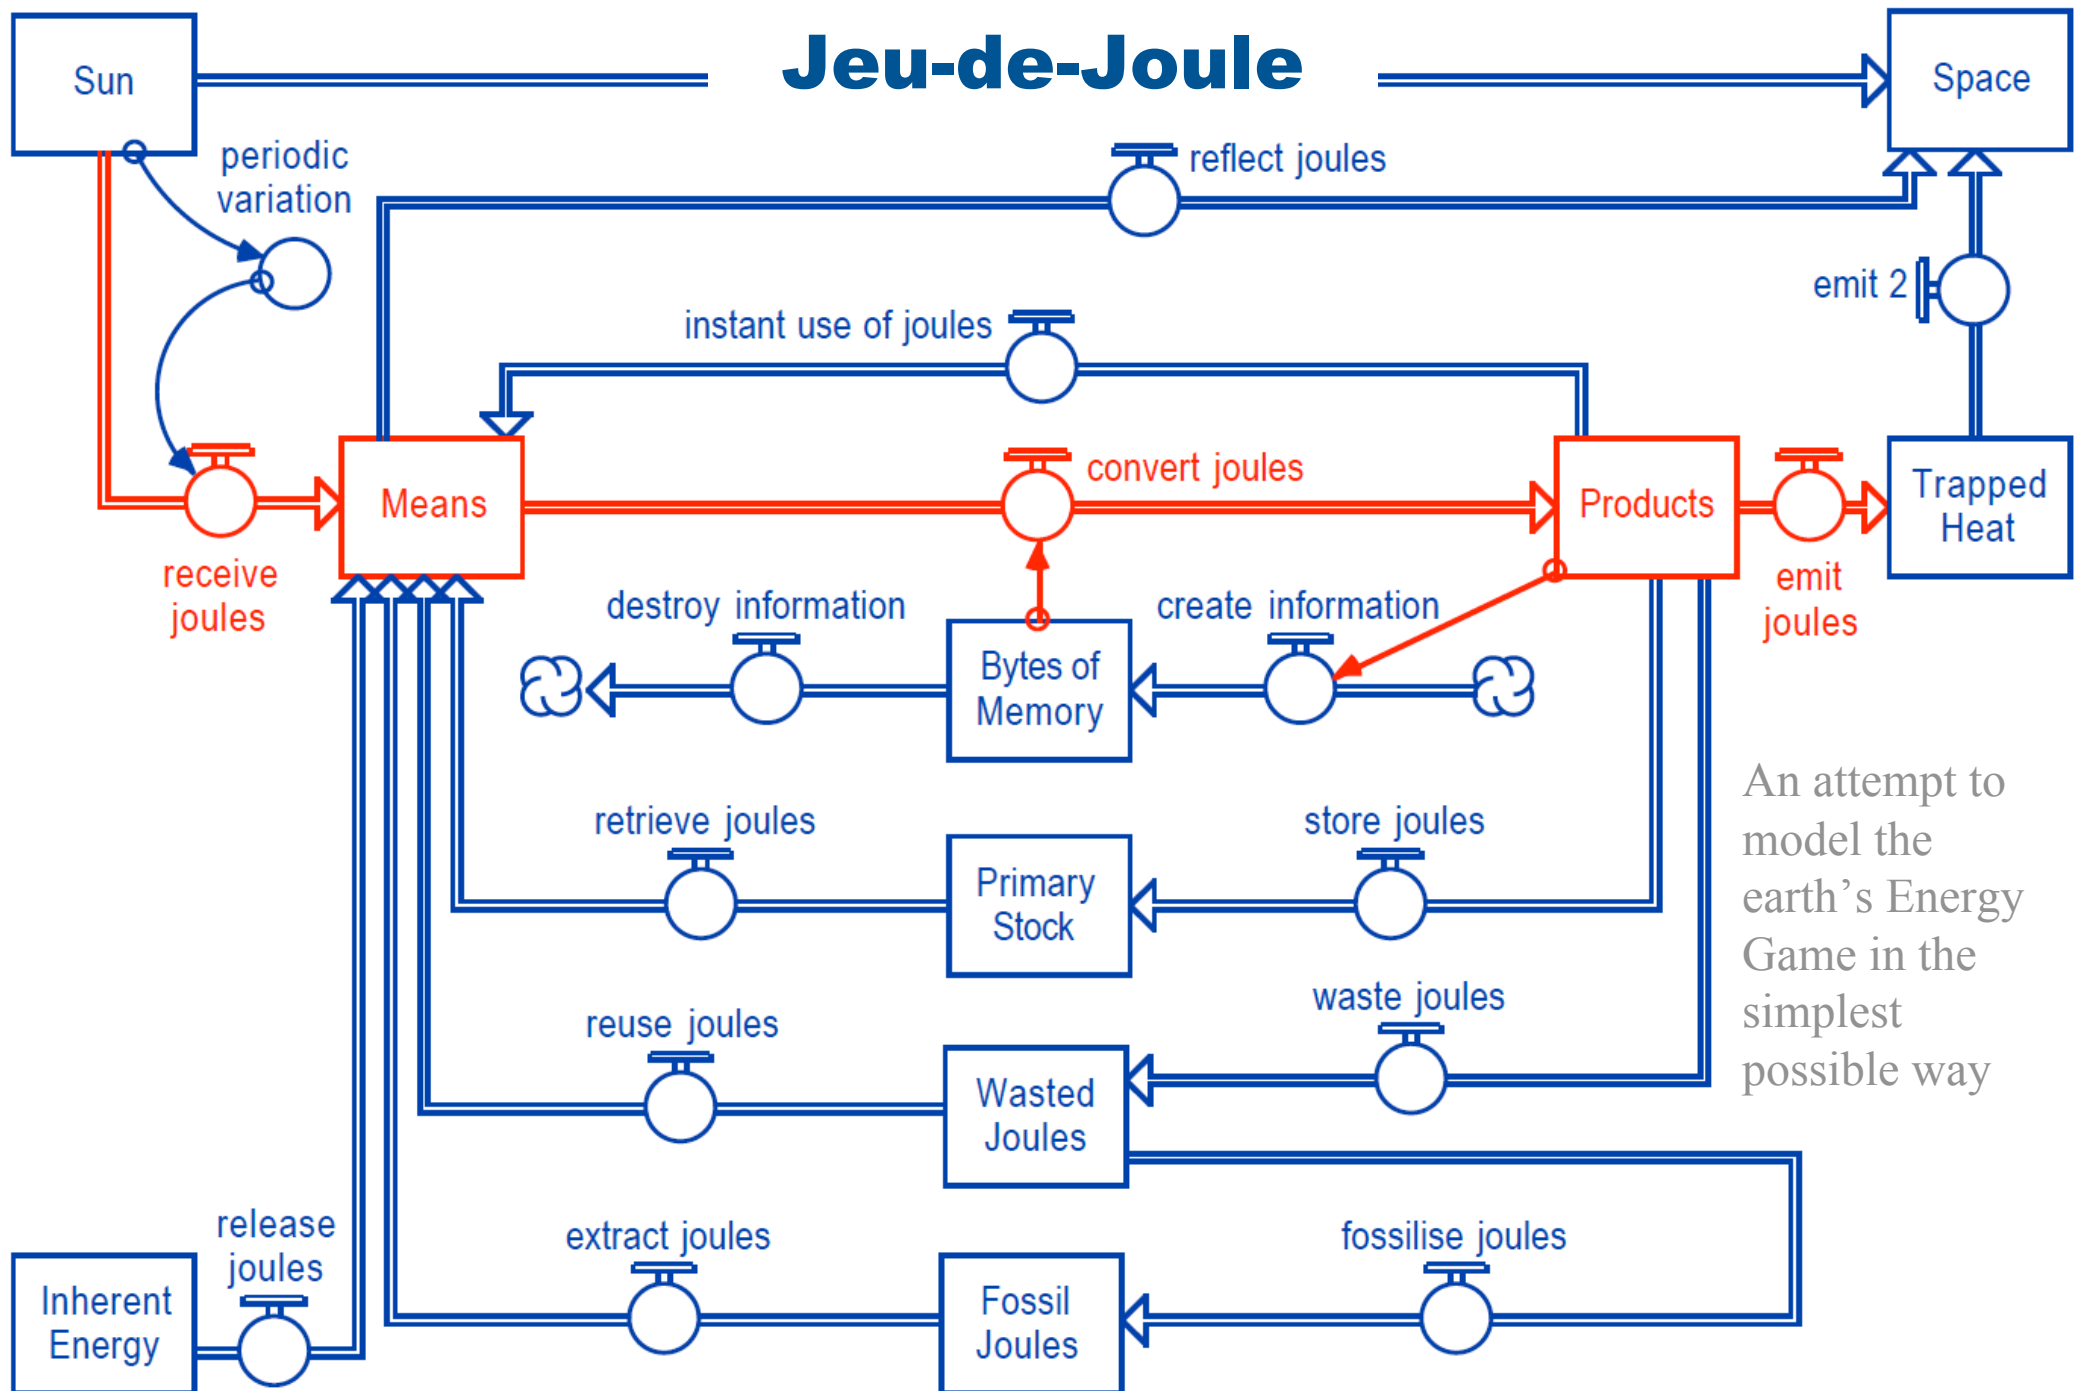 Jeu-de-Joule
Sun
Space
periodic
variation
reflect joules
emit 2
instant use of joules
convert joules
Means
Products
Trapped
Heat
receive
joules
emit
joules
destroy information
create information
Bytes of
Memory
retrieve joules
store joules
Primary
Stock
An attempt to
model the
earth’s Energy
Game in the
simplest
possible way
waste joules
reuse joules
Wasted
Joules
release
joules
extract joules
fossilise joules
Inherent
Energy
Fossil
Joules